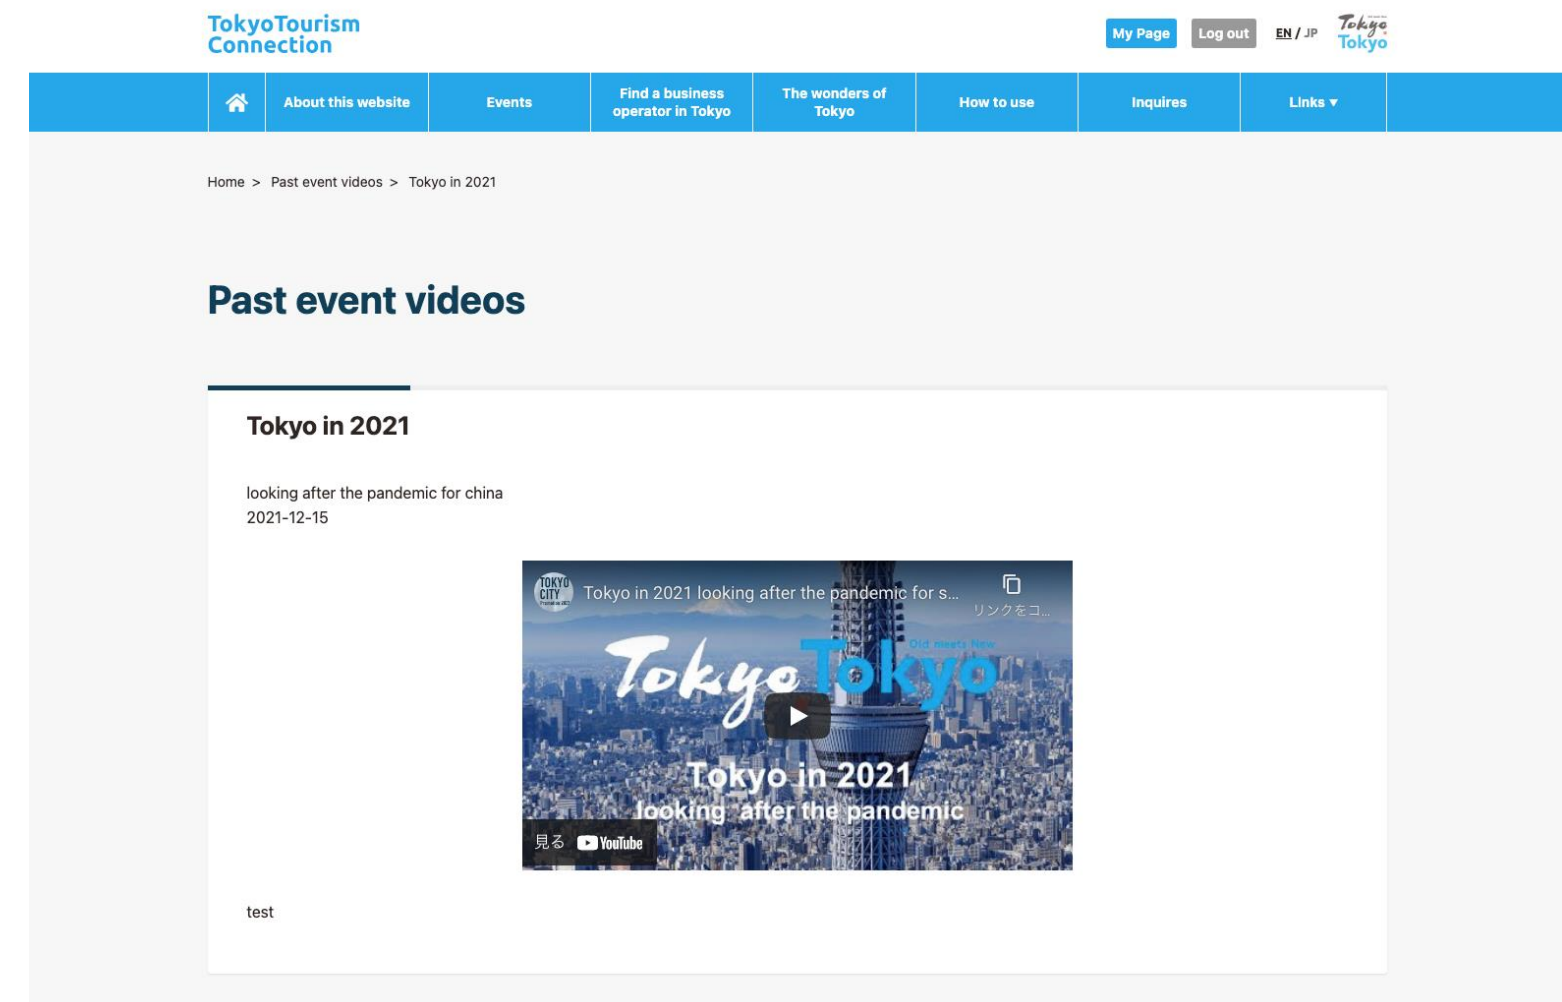 TokyoTourism
Connection
My Page
Log out
EN / JP
Tokyo
Tokyo
About this website
Events
Find a business
operator in Tokyo
The wonders of
Tokyo
How to use
Inquires
Links ▼
Home > Past event videos > Tokyo in 2021
Past event videos
Tokyo in 2021
looking after the pandemic for china
2021-12-15
TOKYO
CITY
Tokyo in 2021 looking after the pandemic for s...
リンクをコ...
Old meets New
Tokyo Tokyo
Tokyo in 2021
looking after the pandemic
見る YouTube
test